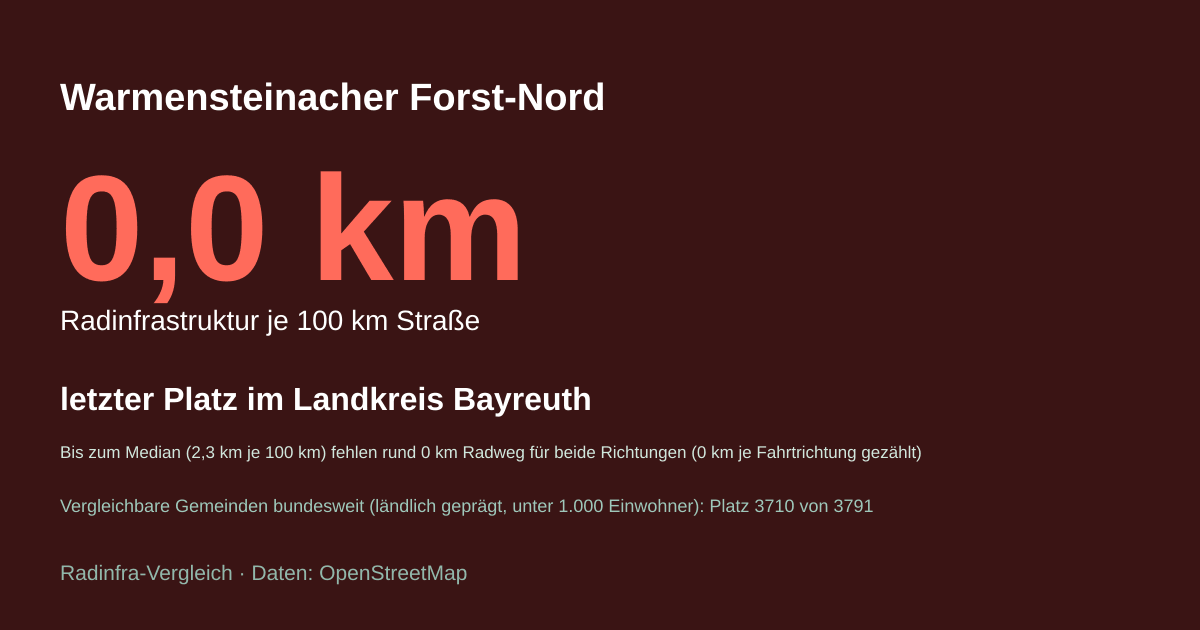 Warmensteinacher Forst-Nord
0,0 km
Radinfrastruktur je 100 km Straße
letzter Platz im Landkreis Bayreuth
Bis zum Median (2,3 km je 100 km) fehlen rund 0 km Radweg für beide Richtungen (0 km je Fahrtrichtung gezählt)
Vergleichbare Gemeinden bundesweit (ländlich geprägt, unter 1.000 Einwohner): Platz 3710 von 3791
Radinfra-Vergleich · Daten: OpenStreetMap